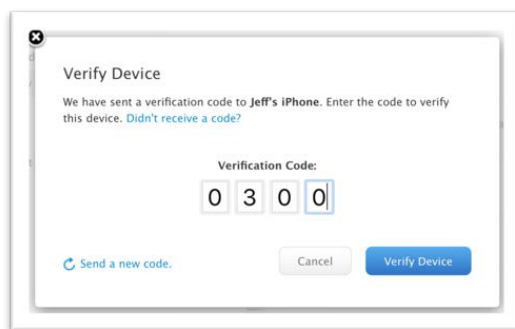 Verify Device
We have sent a verification code to Jeff's iPhone. Enter the code to verify
this device. Didn't receive a code?
Verification Code:
0 3 0 0
Send a new code.
Cancel
Verify Device